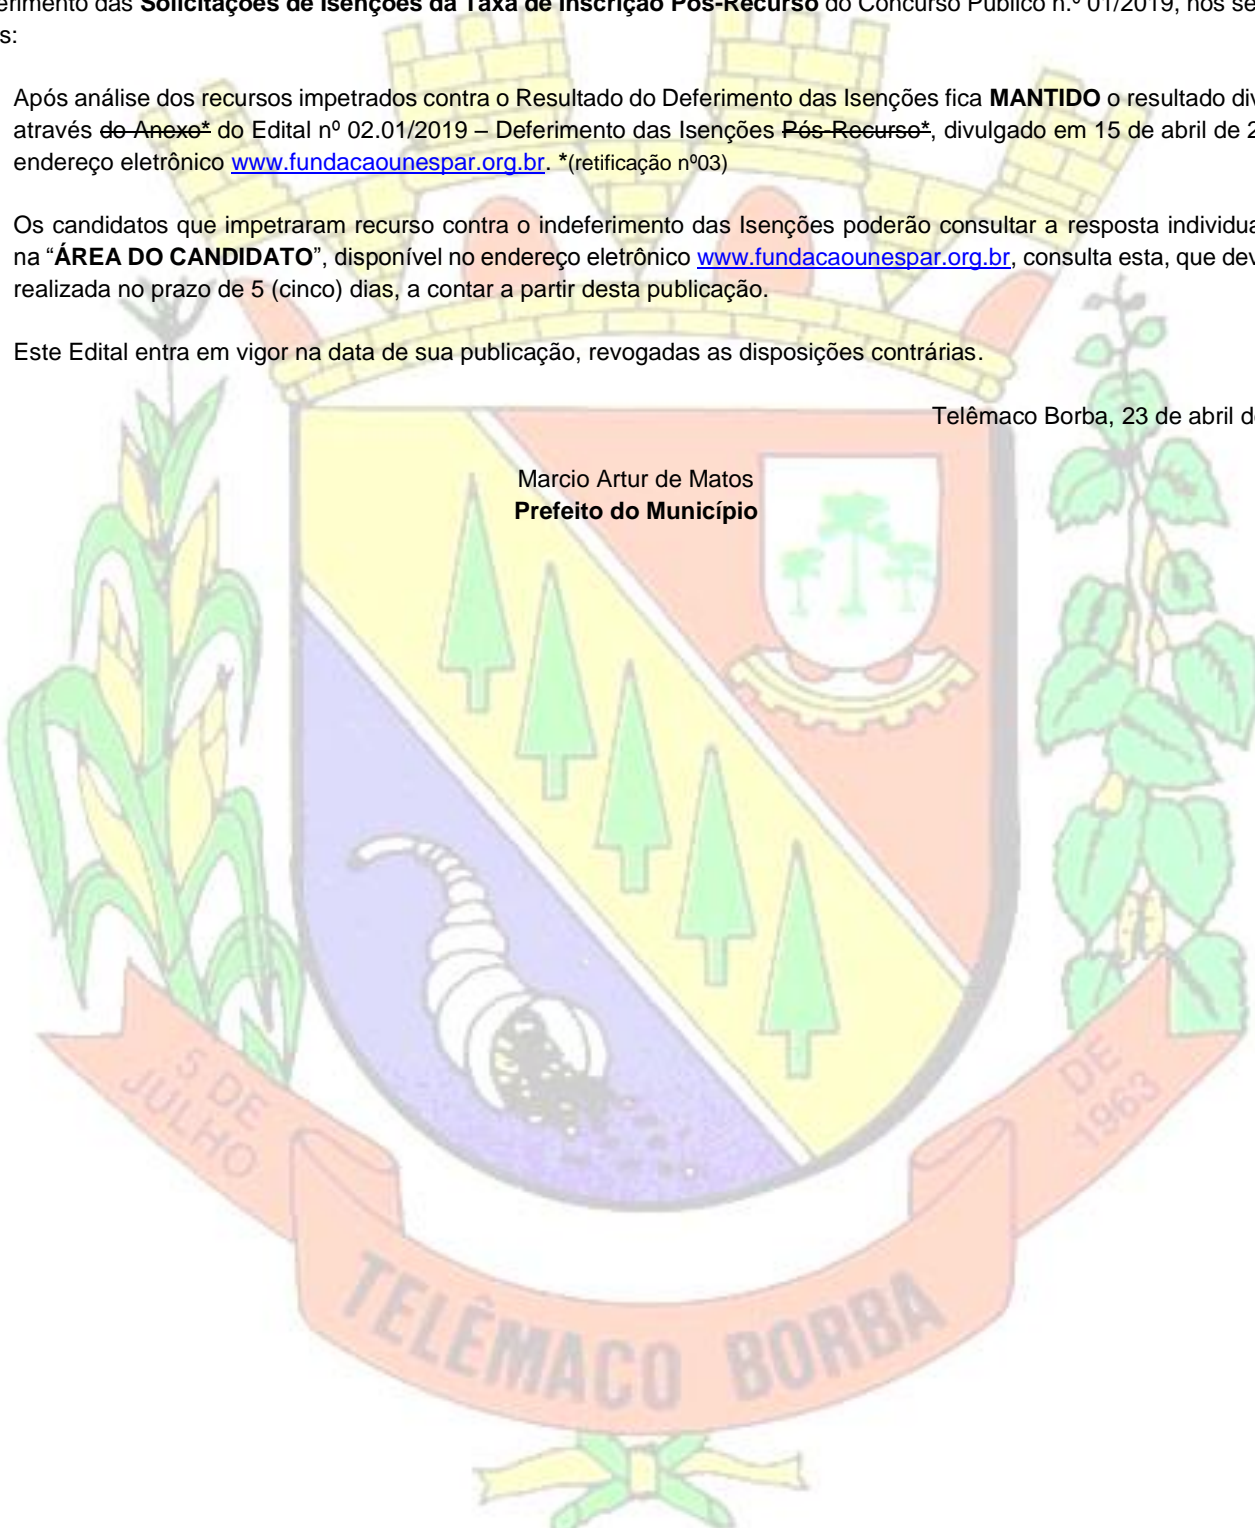 erimento das Solicitações de Isenções da Taxa de Inscrição Pós-Recurso do Concurso Público n.º 01/2019, nos se
s:
Após análise dos recursos impetrados contra o Resultado do Deferimento das Isenções fica MANTIDO o resultado div
através do Anexo* do Edital nº 02.01/2019 – Deferimento das Isenções Pós-Recurso*, divulgado em 15 de abril de 2
endereço eletrônico www.fundacaounespar.org.br. *(retificação nº03)
Os candidatos que impetraram recurso contra o indeferimento das Isenções poderão consultar a resposta individua
na “ÁREA DO CANDIDATO”, disponível no endereço eletrônico www.fundacaounespar.org.br, consulta esta, que dev
realizada no prazo de 5 (cinco) dias, a contar a partir desta publicação.
Este Edital entra em vigor na data de sua publicação, revogadas as disposições contrárias.
Telêmaco Borba, 23 de abril d
Marcio Artur de Matos
Prefeito do Município
5 DE
JULHO
DE
1963
TELÊMACO BORBA